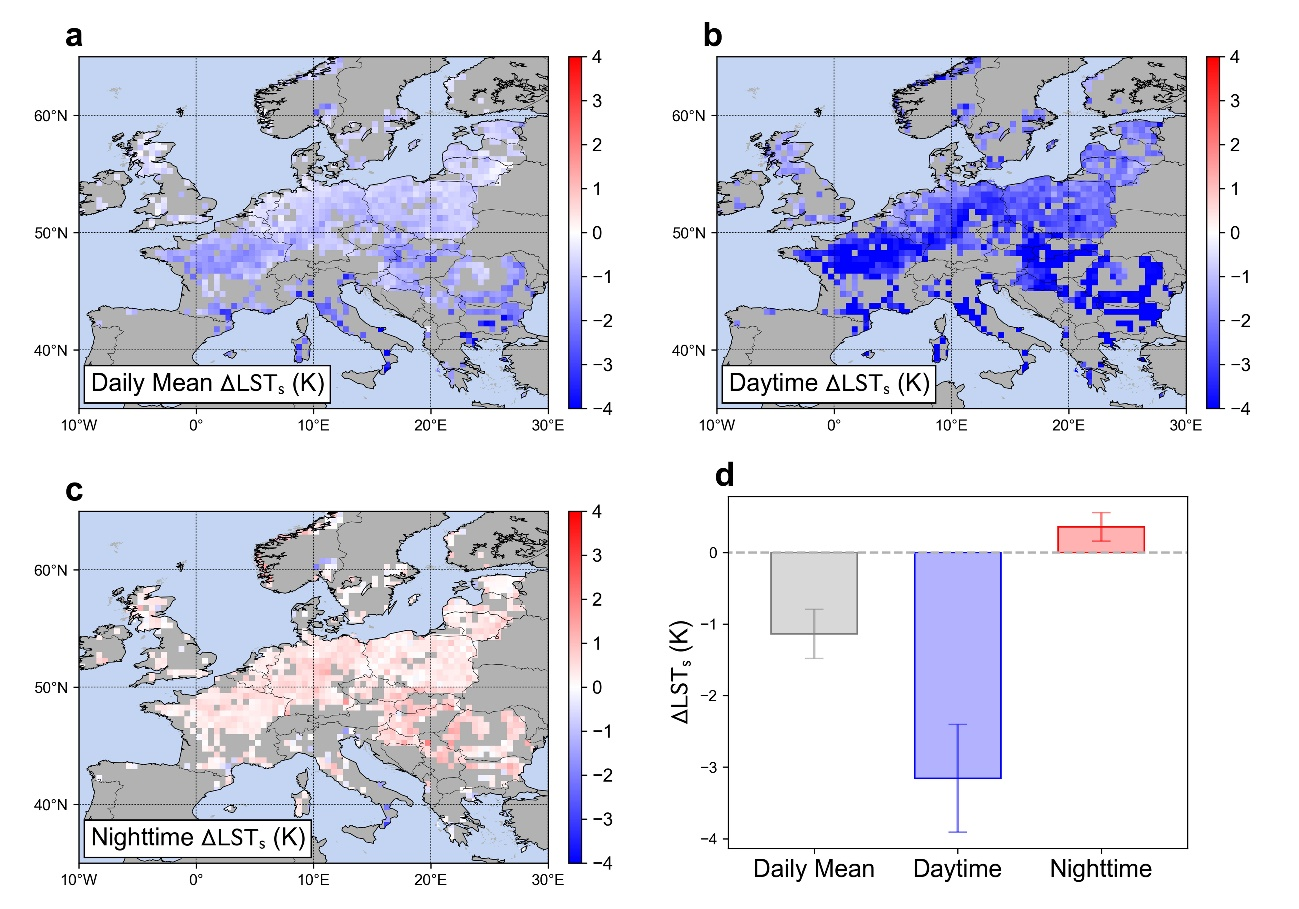 a
60°N
50°N
40°N
10°W 0° 10°E 20°E 30°E
Daily Mean ΔLSTₛ (K)
4
3
2
1
0
−1
−2
−3
−4
b
60°N
50°N
40°N
10°W 0° 10°E 20°E 30°E
Daytime ΔLSTₛ (K)
4
3
2
1
0
−1
−2
−3
−4
c
60°N
50°N
40°N
10°W 0° 10°E 20°E 30°E
Nighttime ΔLSTₛ (K)
4
3
2
1
0
−1
−2
−3
−4
d
ΔLSTₛ (K)
0
−1
−2
−3
−4
Daily Mean Daytime Nighttime